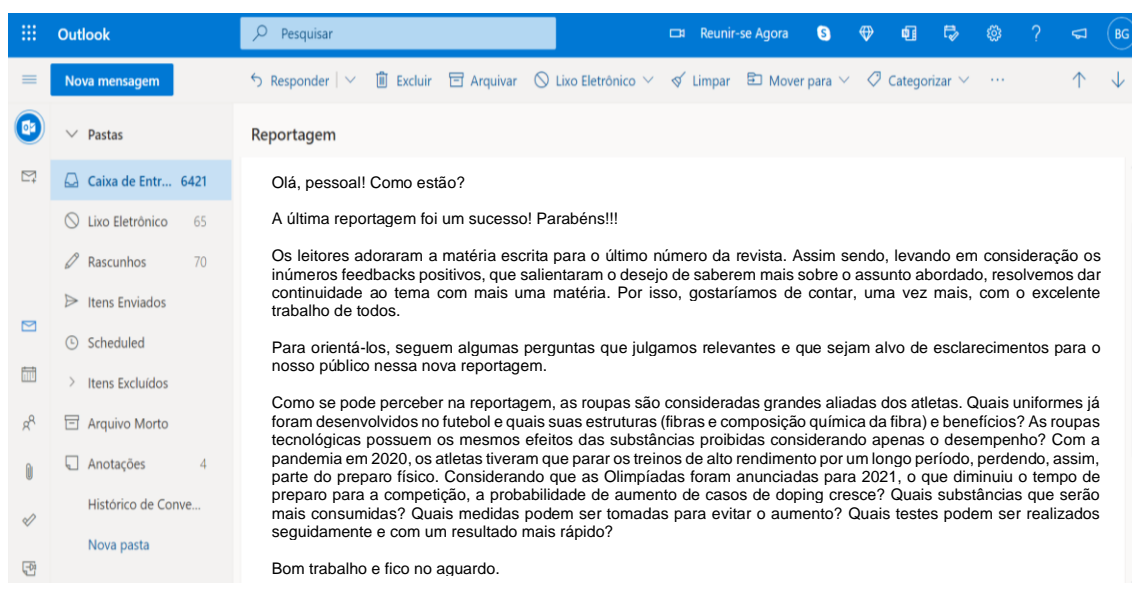 Outlook
Pesquisar
Reunir-se Agora
BG
Nova mensagem
Responder
Excluir
Arquivar
Lixo Eletrônico
Limpar
Mover para
Categorizar
Pastas
Reportagem
Caixa de Entr... 6421
Lixo Eletrônico 65
Rascunhos 70
Itens Enviados
Scheduled
Itens Excluídos
Arquivo Morto
Anotações 4
Histórico de Conve...
Nova pasta
Olá, pessoal! Como estão?
A última reportagem foi um sucesso! Parabéns!!!
Os leitores adoraram a matéria escrita para o último número da revista. Assim sendo, levando em consideração os
inúmeros feedbacks positivos, que salientaram o desejo de saberem mais sobre o assunto abordado, resolvemos dar
continuidade ao tema com mais uma matéria. Por isso, gostaríamos de contar, uma vez mais, com o excelente
trabalho de todos.
Para orientá-los, seguem algumas perguntas que julgamos relevantes e que sejam alvo de esclarecimentos para o
nosso público nessa nova reportagem.
Como se pode perceber na reportagem, as roupas são consideradas grandes aliadas dos atletas. Quais uniformes já
foram desenvolvidos no futebol e quais suas estruturas (fibras e composição química da fibra) e benefícios? As roupas
tecnológicas possuem os mesmos efeitos das substâncias proibidas considerando apenas o desempenho? Com a
pandemia em 2020, os atletas tiveram que parar os treinos de alto rendimento por um longo período, perdendo, assim,
parte do preparo físico. Considerando que as Olimpíadas foram anunciadas para 2021, o que diminuiu o tempo de
preparo para a competição, a probabilidade de aumento de casos de doping cresce? Quais substâncias que serão
mais consumidas? Quais medidas podem ser tomadas para evitar o aumento? Quais testes podem ser realizados
seguidamente e com um resultado mais rápido?
Bom trabalho e fico no aguardo.